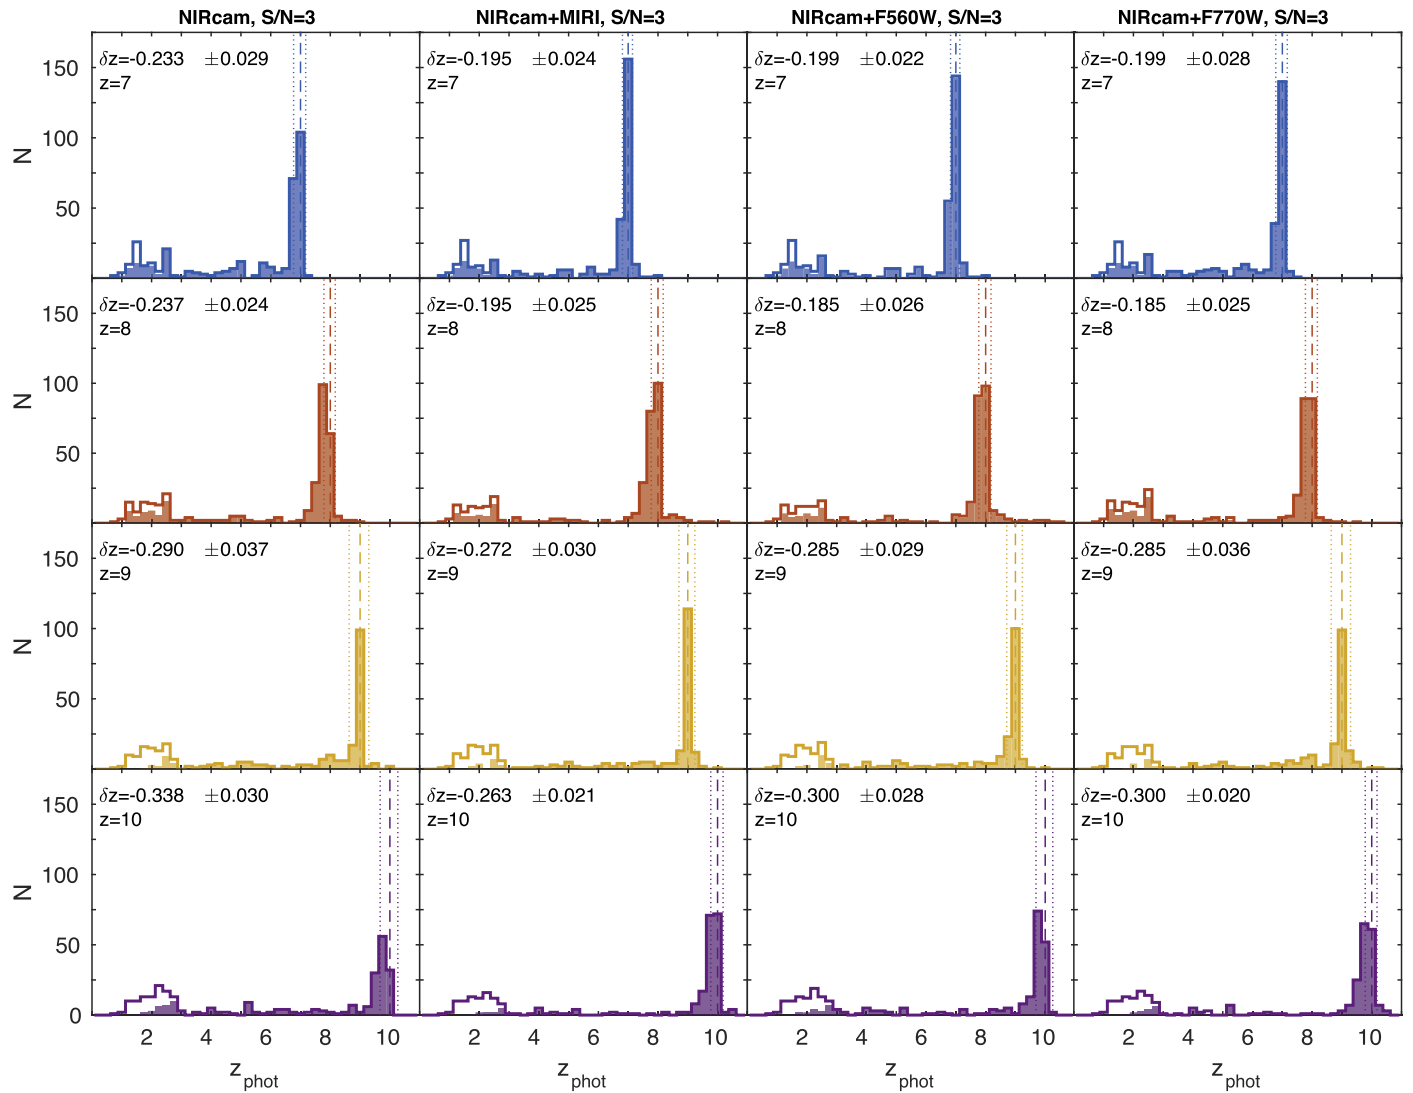 NIRcam, S/N=3 NIRcam+MIRI, S/N=3 NIRcam+F560W, S/N=3 NIRcam+F770W, S/N=3
δz=-0.233 ±0.029 δz=-0.195 ±0.024 δz=-0.199 ±0.022 δz=-0.199 ±0.028
z=7 z=7 z=7 z=7
150
100
50
N
δz=-0.237 ±0.024 δz=-0.195 ±0.025 δz=-0.185 ±0.026 δz=-0.185 ±0.025
z=8 z=8 z=8 z=8
150
100
50
N
δz=-0.290 ±0.037 δz=-0.272 ±0.030 δz=-0.285 ±0.029 δz=-0.285 ±0.036
z=9 z=9 z=9 z=9
150
100
50
N
δz=-0.338 ±0.030 δz=-0.263 ±0.021 δz=-0.300 ±0.028 δz=-0.300 ±0.020
z=10 z=10 z=10 z=10
150
100
50
0
N
2 4 6 8 10 2 4 6 8 10 2 4 6 8 10 2 4 6 8 10
z_phot z_phot z_phot z_phot